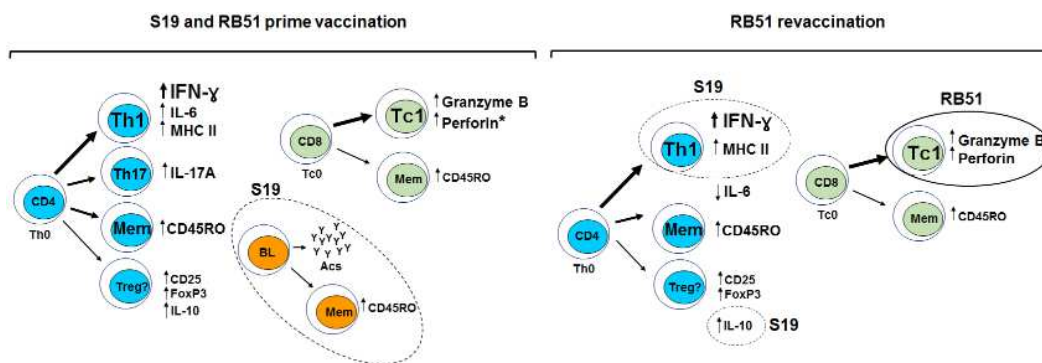 S19 and RB51 prime vaccination
↑IFN-ɣ
↑IL-6
↑MHC II
Th1
Th17
↑IL-17A
CD4
Th0
Mem
↑CD45RO
Treg?
↑CD25
↑FoxP3
↑IL-10
CD8
Tc0
Tc1
↑Granzyme B
↑Perforin*
Mem
↑CD45RO
S19
BL
YYYYYYYYYY
Acs
Mem
↑CD45RO
RB51 revaccination
S19
↑IFN-ɣ
Th1
↑MHC II
↓IL-6
CD4
Th0
Mem
↑CD45RO
Treg?
↑CD25
↑FoxP3
↑IL-10
S19
RB51
CD8
Tc0
Tc1
↑Granzyme B
↑Perforin
Mem
↑CD45RO